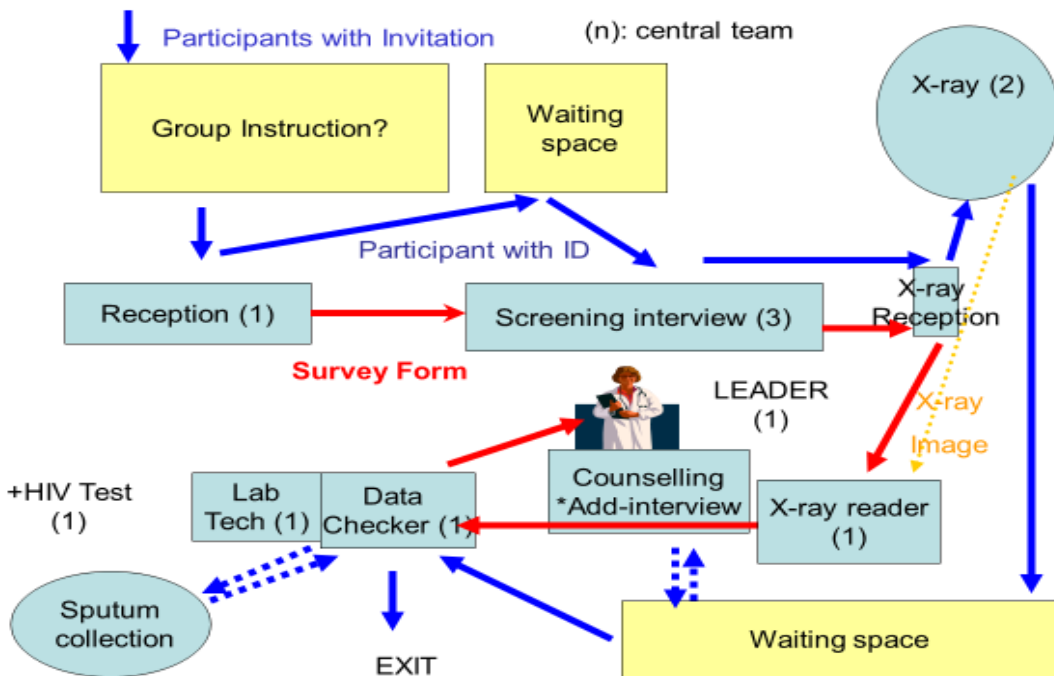 Participants with Invitation
(n): central team
X-ray (2)
Group Instruction?
Waiting
space
Participant with ID
Reception (1)
Screening interview (3)
X-ray
Reception
Survey Form
LEADER
(1)
X-ray
Image
+HIV Test
(1)
Lab
Tech (1)
Data
Checker (1)
Counselling
*Add-interview
X-ray reader
(1)
Sputum
collection
EXIT
Waiting space